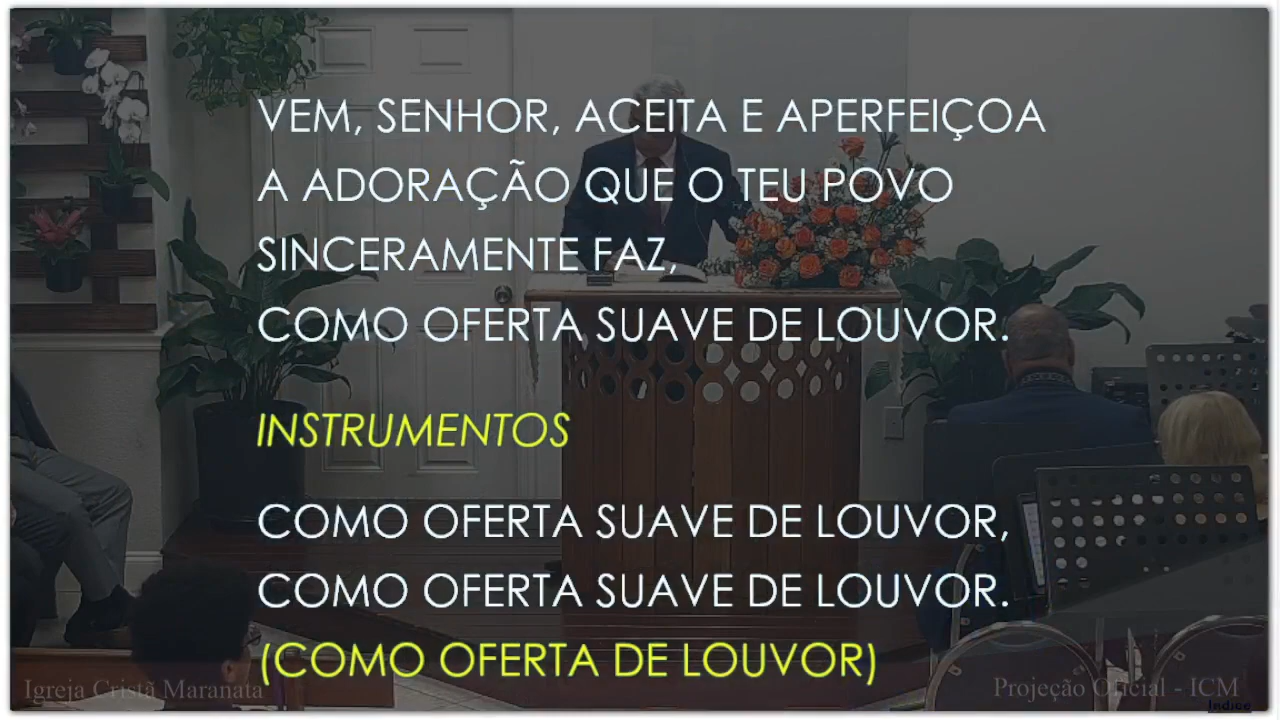 VEM, SENHOR, ACEITA E APERFEIÇOA
A ADORAÇÃO QUE O TEU POVO
SINCERAMENTE FAZ,
COMO OFERTA SUAVE DE LOUVOR.
INSTRUMENTOS
COMO OFERTA SUAVE DE LOUVOR,
COMO OFERTA SUAVE DE LOUVOR.
(COMO OFERTA DE LOUVOR)
Igreja Cristã Maranata
Projeção Oficial - ICM
Índice